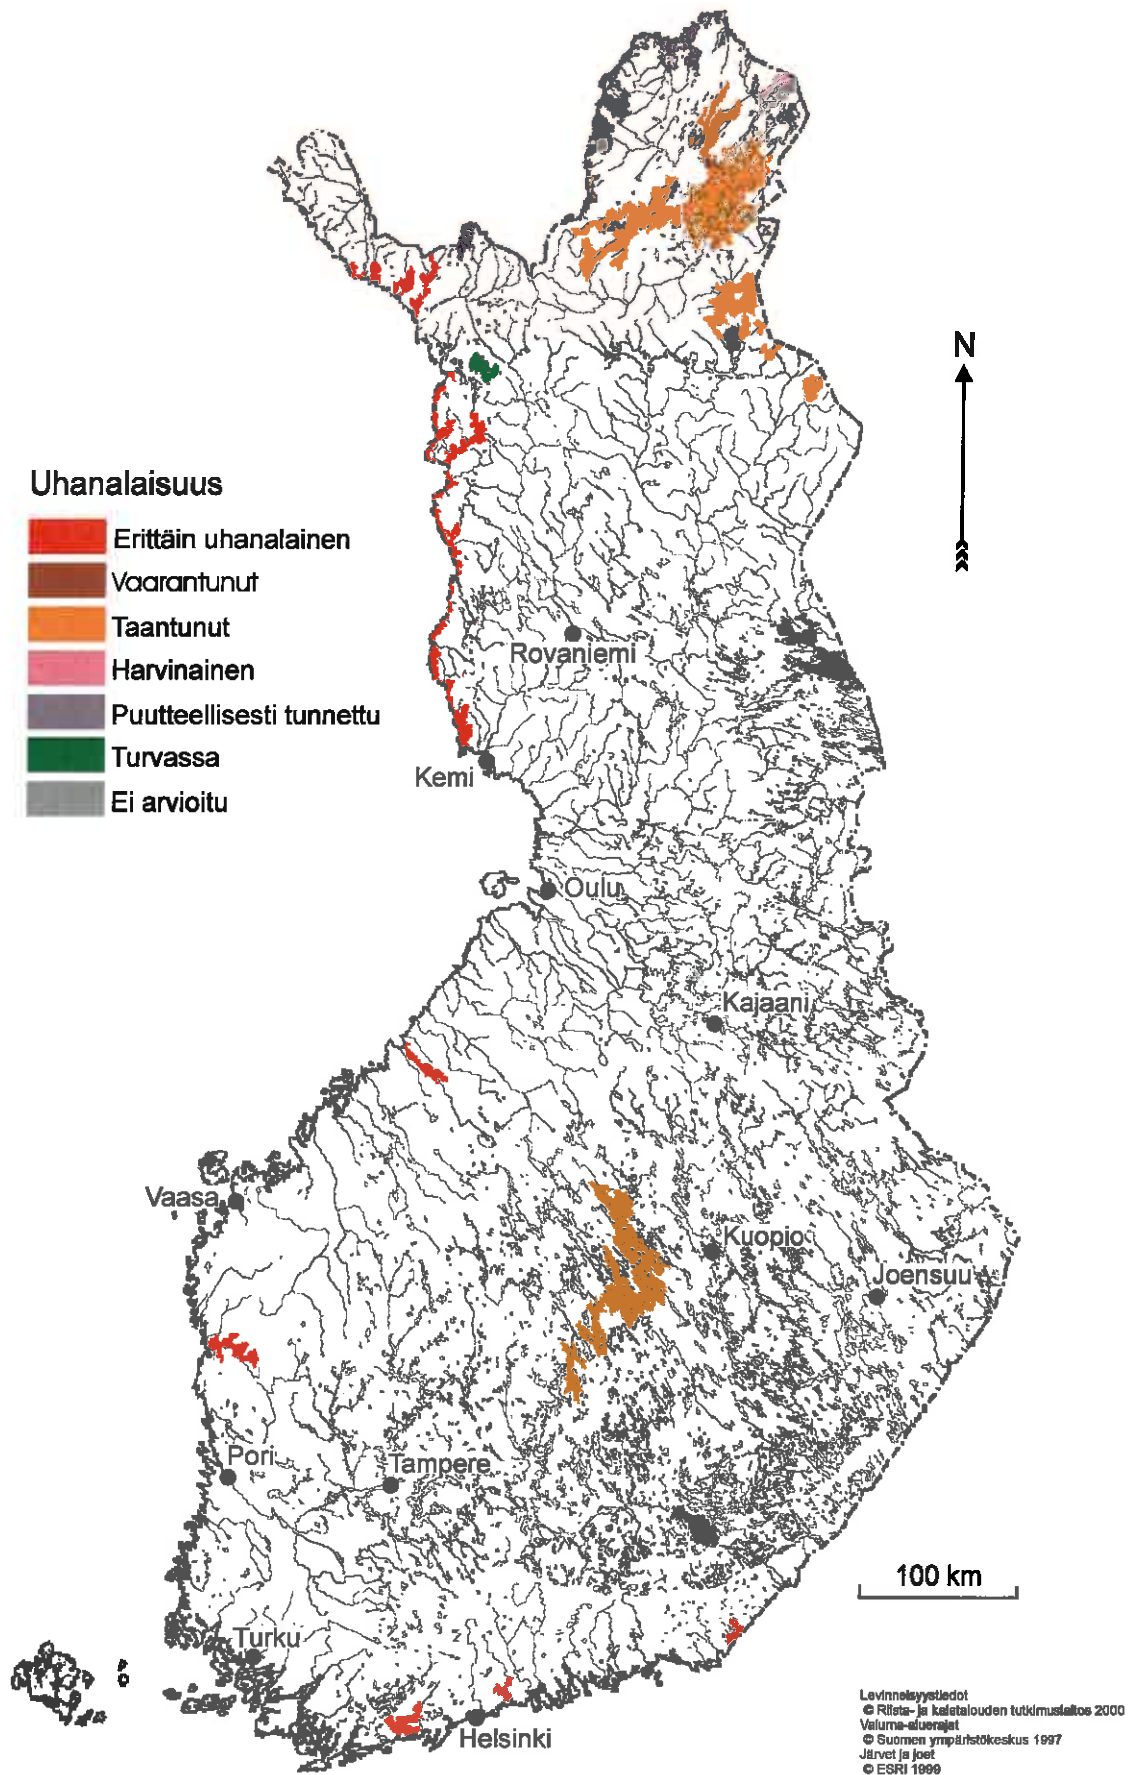 N
Uhanalaisuus
Erittäin uhanalainen
Vaarantunut
Taantunut
Harvinainen
Puutteellisesti tunnettu
Turvassa
Ei arvioitu
Rovaniemi
Kemi
Oulu
Kajaani
Vaasa
Kuopio
Joensuu
Pori
Tampere
100 km
Turku
Helsinki
Levinneisyystiedot
© Riista- ja kalatalouden tutkimuslaitos 2000
Valuma-aluerajat
© Suomen ympäristökeskus 1997
Järvet ja joet
© ESRI 1999